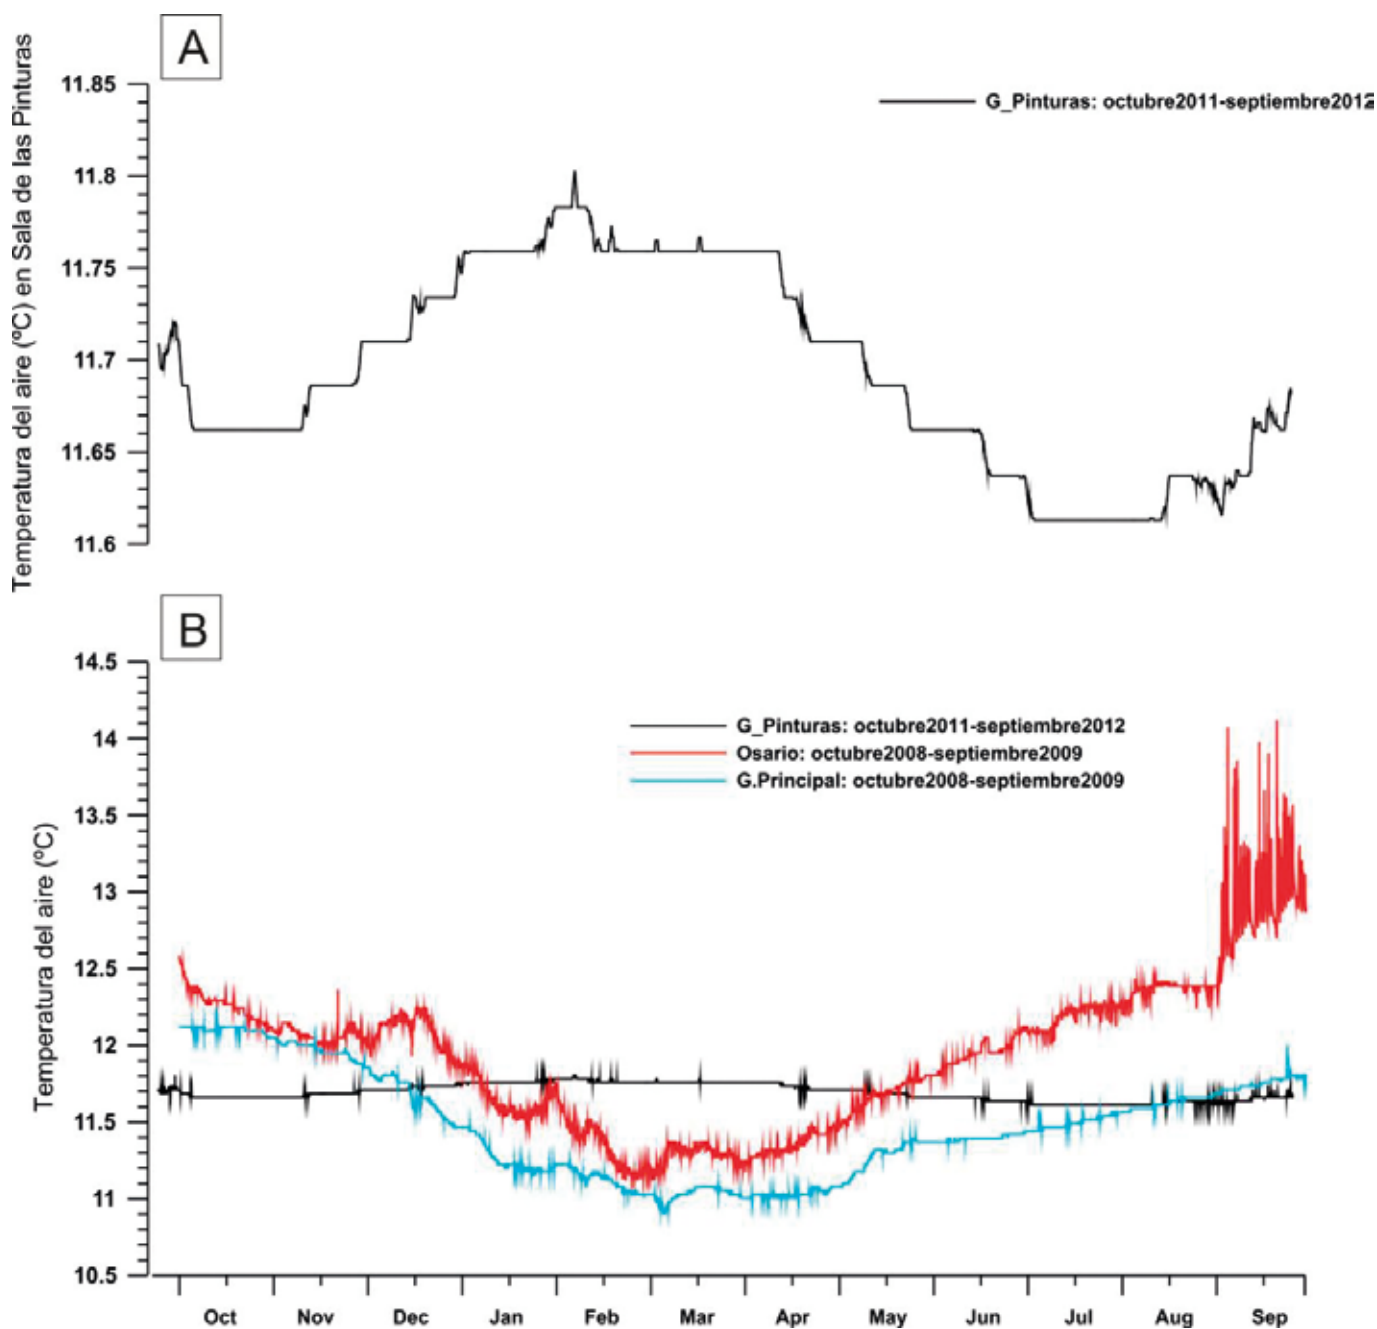 A
Temperatura del aire (ºC) en Sala de las Pinturas
11.85
11.8
11.75
11.7
11.65
11.6
G_Pinturas: octubre2011-septiembre2012
B
Temperatura del aire (ºC)
14.5
14
13.5
13
12.5
12
11.5
11
10.5
G_Pinturas: octubre2011-septiembre2012
Osario: octubre2008-septiembre2009
G.Principal: octubre2008-septiembre2009
Oct Nov Dec Jan Feb Mar Apr May Jun Jul Aug Sep